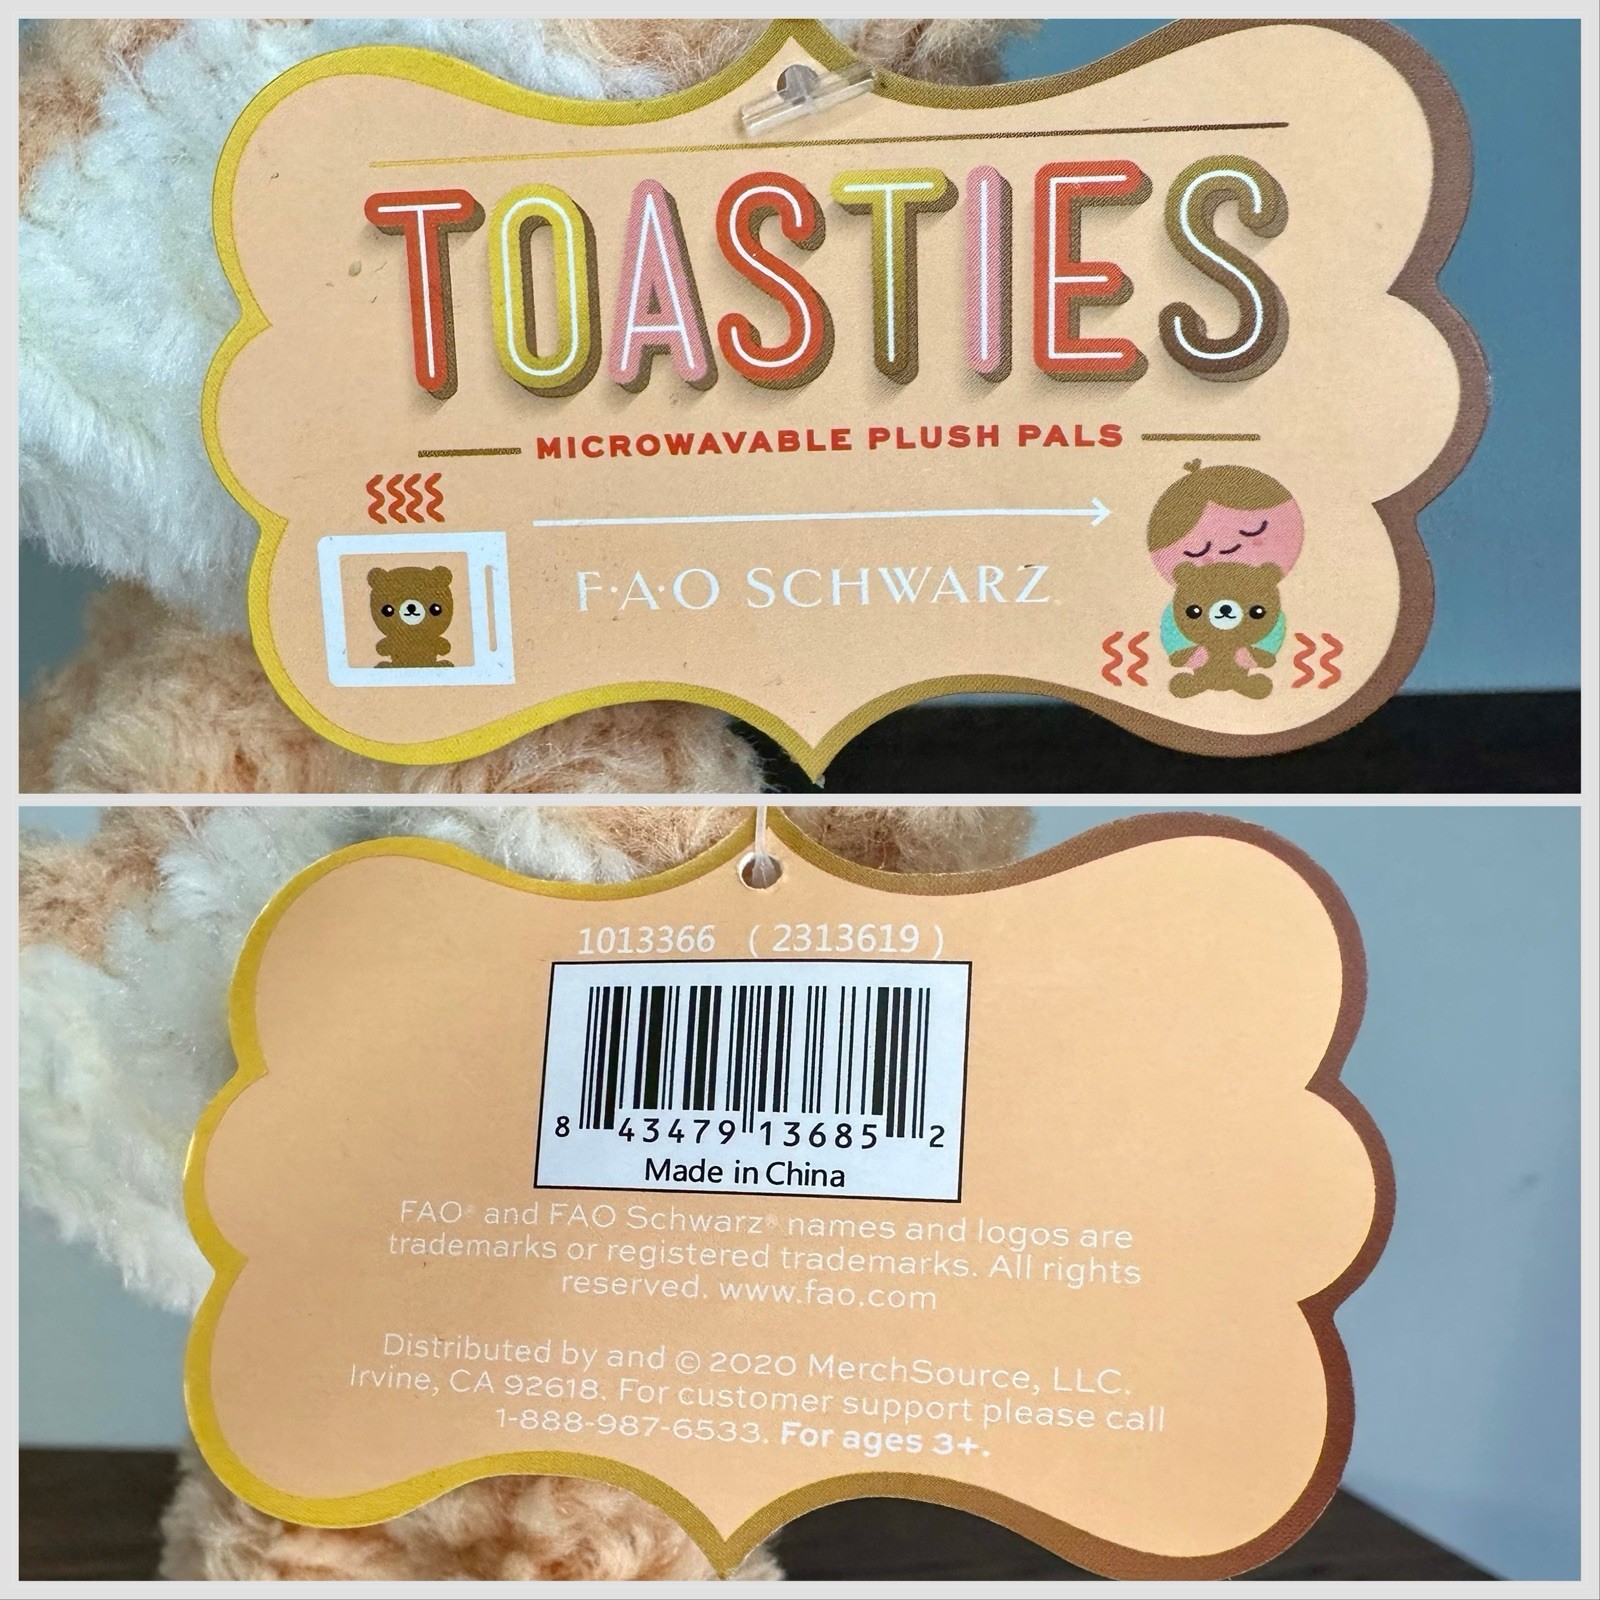 TOASTIES
MICROWAVABLE PLUSH PALS
F·A·O SCHWARZ
1013366 (2313619)
8 43479 13685 2
Made in China
FAO® and FAO Schwarz® names and logos are
trademarks or registered trademarks. All rights
reserved. www.fao.com
Distributed by and © 2020 MerchSource, LLC.
Irvine, CA 92618. For customer support please call
1-888-987-6533. For ages 3+.